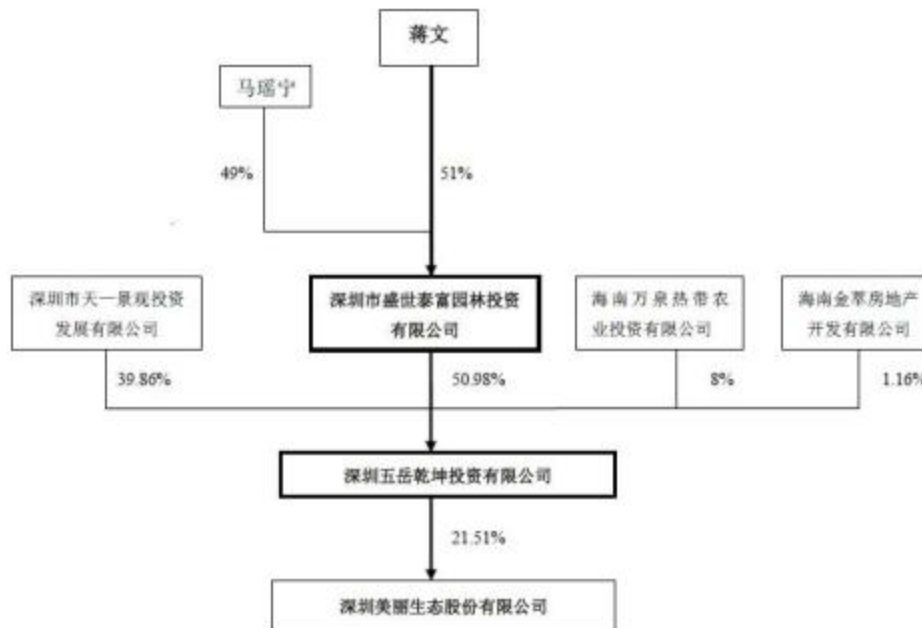 蒋文
马瑶宁
49%
51%
深圳市天一景观投资
发展有限公司
深圳市盛世泰富园林投资
有限公司
海南万泉热带农
业投资有限公司
海南金萃房地产
开发有限公司
39.86%
50.98%
8%
1.16%
深圳五岳乾坤投资有限公司
21.51%
深圳美丽生态股份有限公司